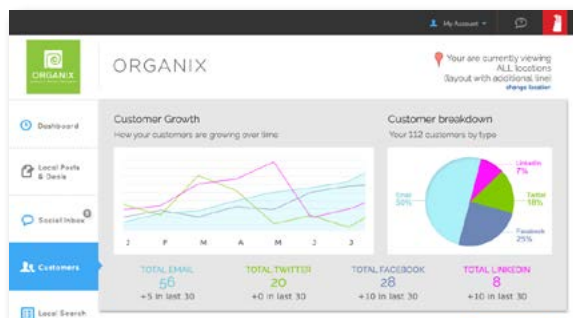 My Account
ORGANIX
ORGANIX
Your are currently viewing
ALL locations
(layout with additional line)
change location
Dashboard
Local Posts
& Deals
Social Inbox
Customers
Local Search
Customer Growth
How your customers are growing over time
J F M A M J J
Customer breakdown
Your 112 customers by type
LinkedIn
7%
Twitter
18%
Facebook
25%
Email
50%
TOTAL EMAIL
56
+5 in last 30
TOTAL TWITTER
20
+0 in last 30
TOTAL FACEBOOK
28
+10 in last 30
TOTAL LINKEDIN
8
+10 in last 30